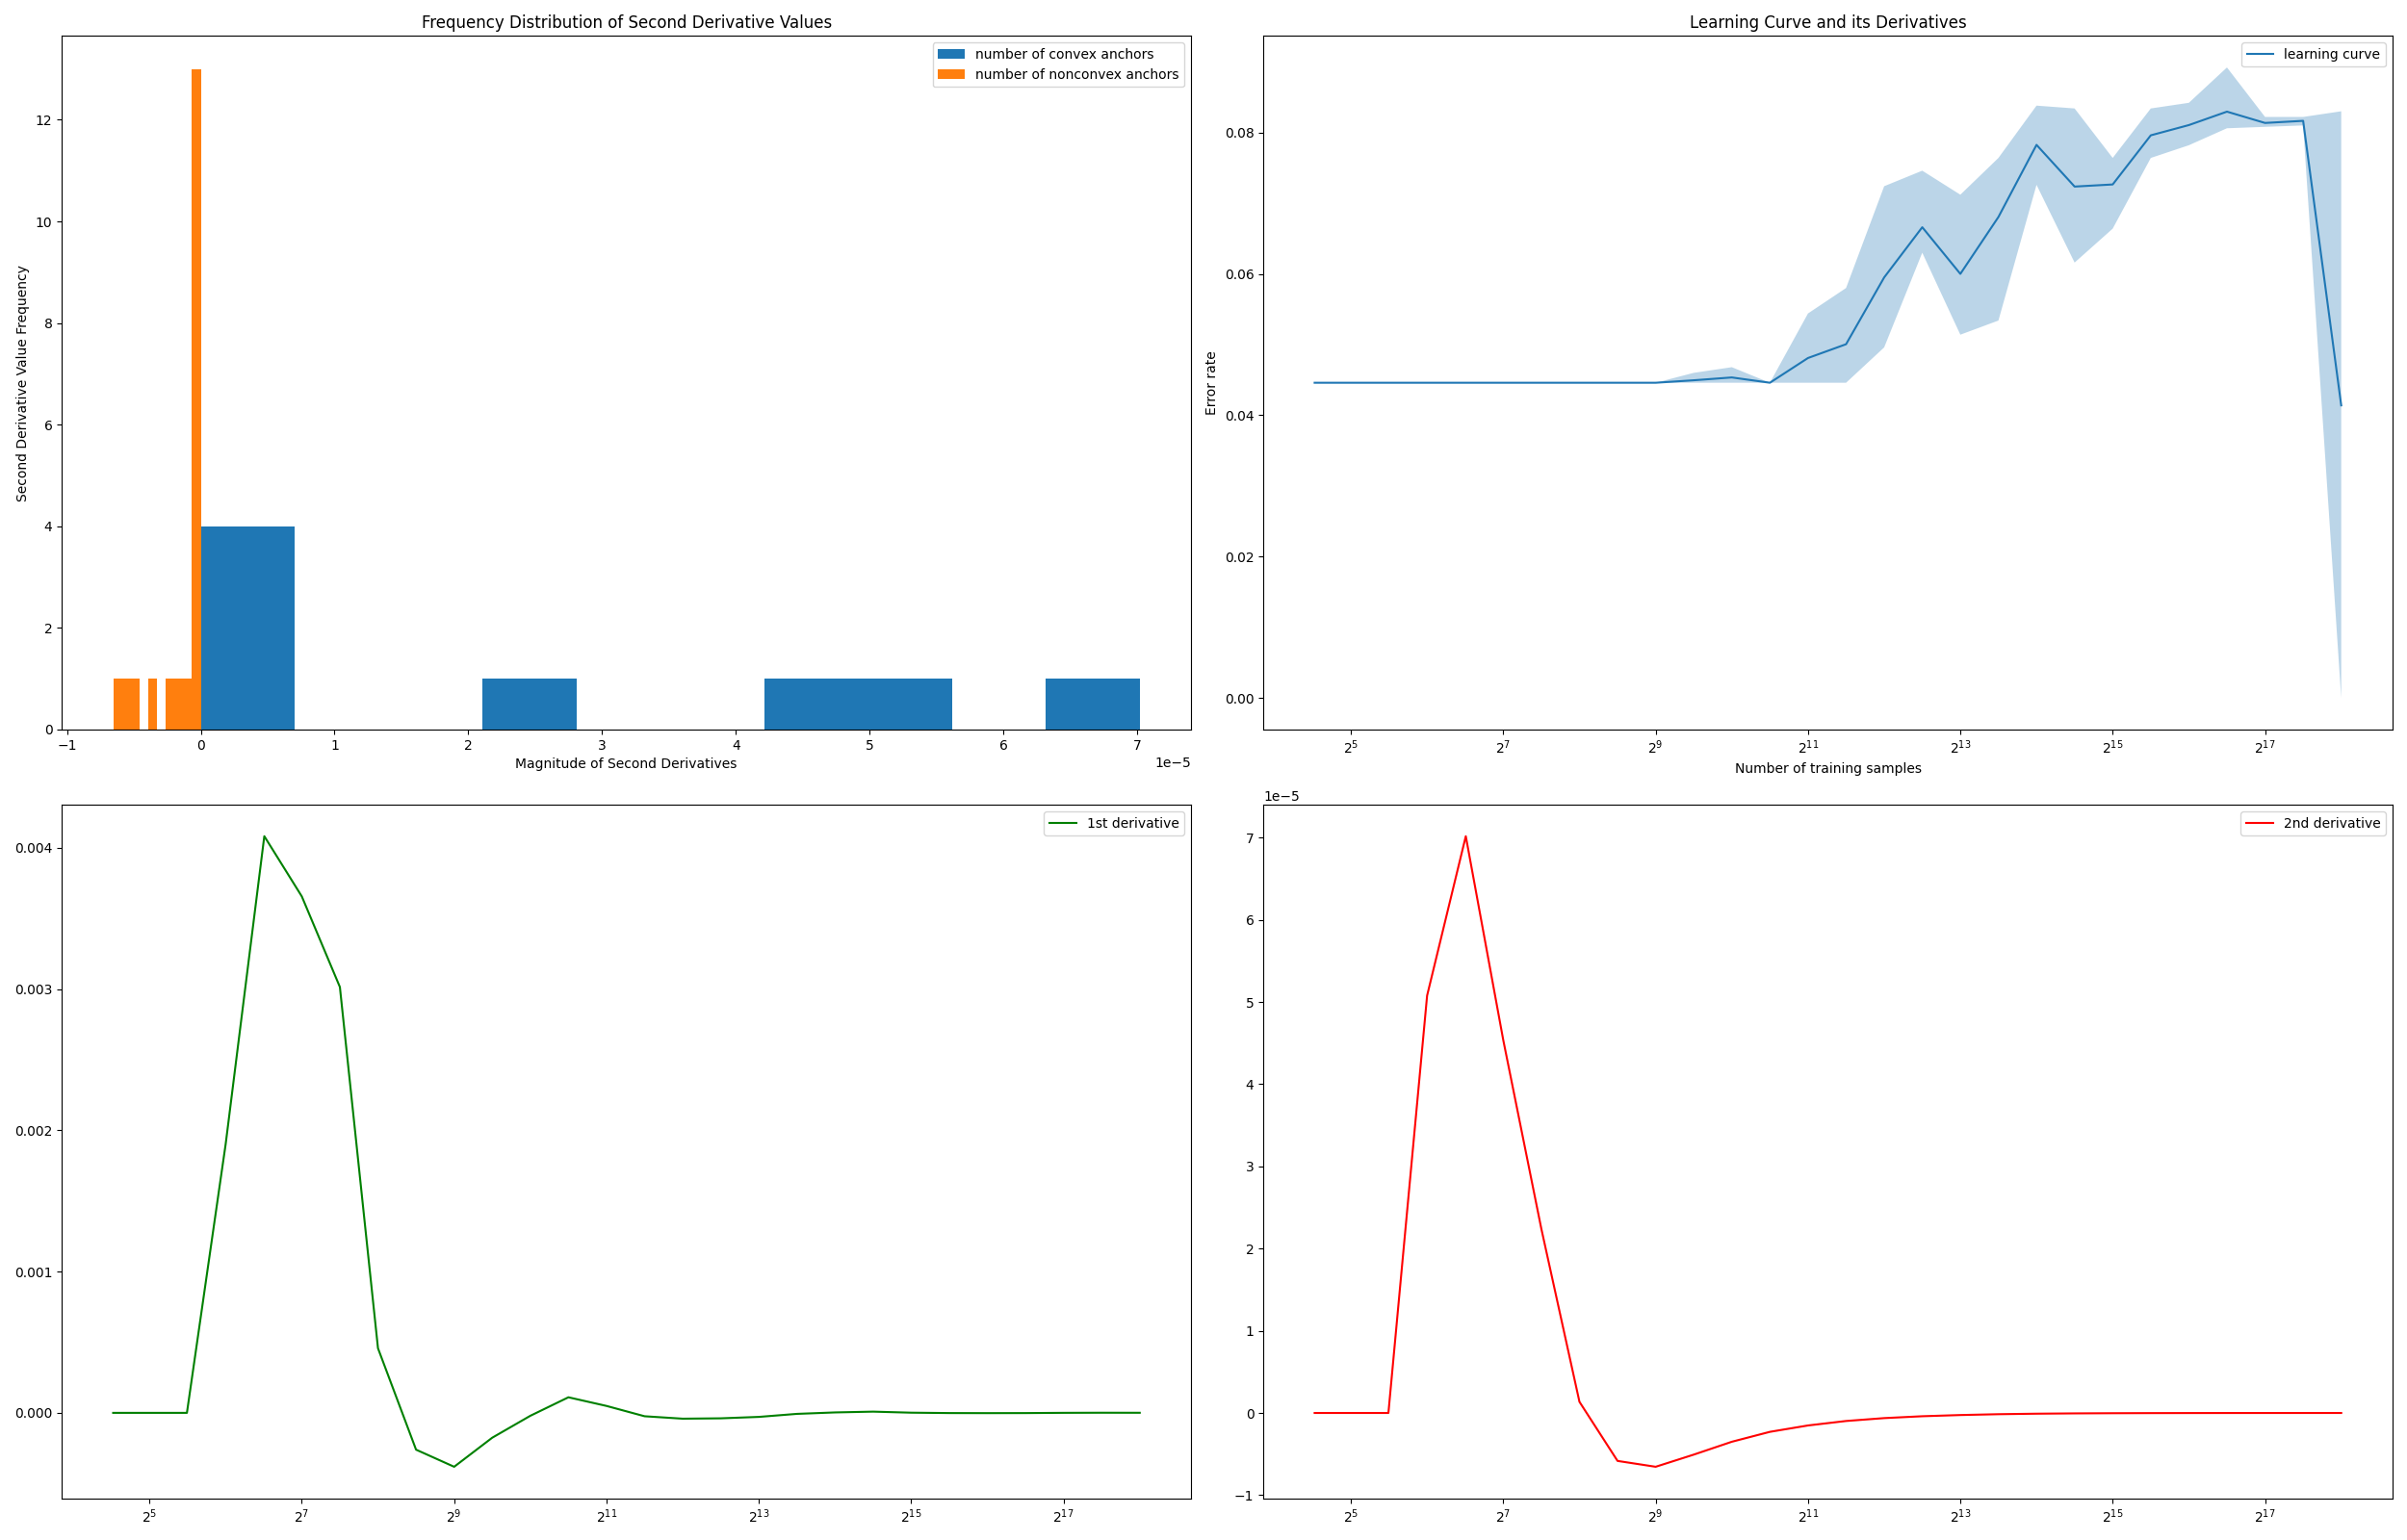 Frequency Distribution of Second Derivative Values
number of convex anchors
number of nonconvex anchors
Second Derivative Value Frequency
12
10
8
6
4
2
0
−1 0 1 2 3 4 5 6 7
1e−5
Magnitude of Second Derivatives
Learning Curve and its Derivatives
learning curve
Error rate
0.08
0.06
0.04
0.02
0.00
2^5 2^7 2^9 2^11 2^13 2^15 2^17
Number of training samples
1st derivative
0.004
0.003
0.002
0.001
0.000
2^5 2^7 2^9 2^11 2^13 2^15 2^17
1e−5
2nd derivative
7
6
5
4
3
2
1
0
−1
2^5 2^7 2^9 2^11 2^13 2^15 2^17